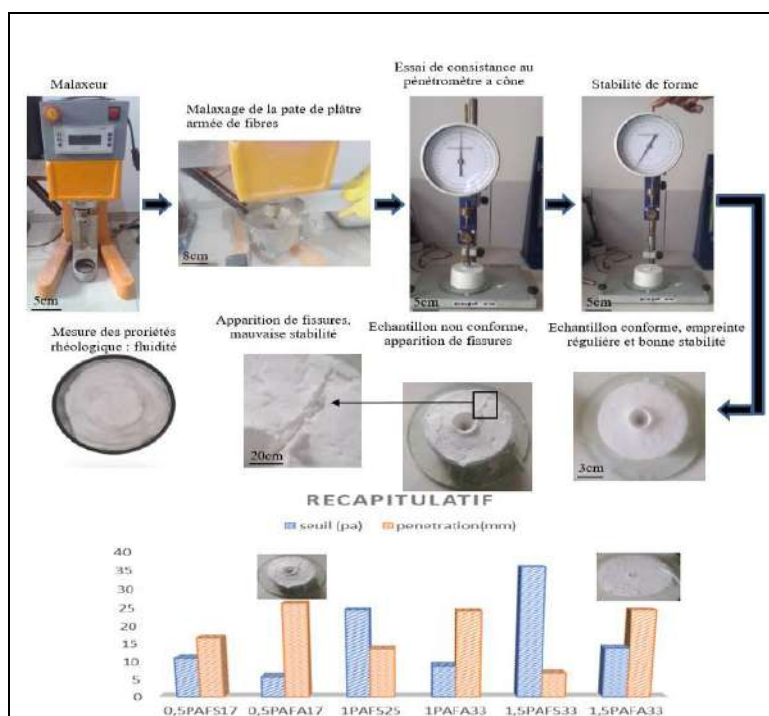 Malaxeur
Malaxage de la pate de plâtre
armée de fibres
Essai de consistance au
pénétromètre a cône
Stabilité de forme
5cm
8cm
5cm
5cm
Mesure des proriétés
rhéologique : fluidité
Apparition de fissures,
mauvaise stabilité
Echantillon non conforme,
apparition de fissures
Echantillon conforme, empreinte
régulière et bonne stabilité
20cm
3cm
RECAPITULATIF
seuil (pa) penetration(mm)
40
35
30
25
20
15
10
5
0
0,5PAFS17 0,5PAFA17 1PAFS25 1PAFA33 1,5PAFS33 1,5PAFA33